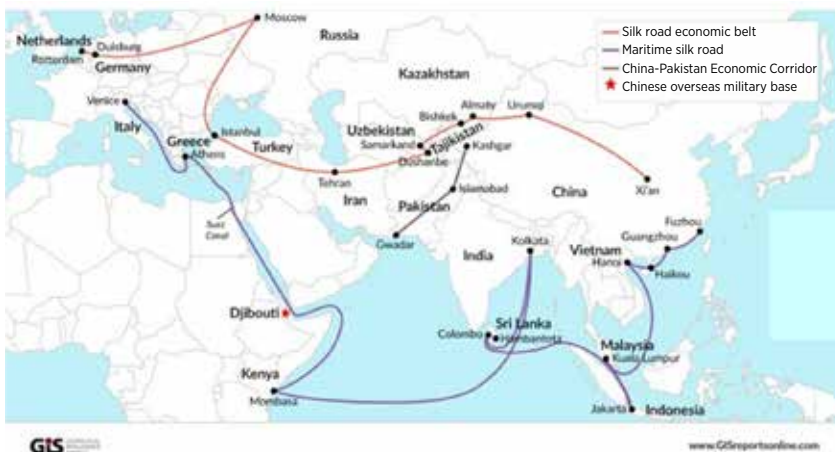 Silk road economic belt
Maritime silk road
China-Pakistan Economic Corridor
Chinese overseas military base
Moscow
Netherlands
Duisburg
Rotterdam
Germany
Russia
Kazakhstan
Venice
Italy
Greece
Athens
Istanbul
Turkey
Uzbekistan
Samarkand
Bishkek
Almaty
Urumqi
Tajikistan
Dushanbe
Kashgar
Tehran
Iran
Pakistan
Islamabad
Gwadar
China
Xi'an
Suez
Canal
India
Kolkata
Vietnam
Hanoi
Guangzhou
Fuzhou
Haikou
Djibouti
Colombo
Sri Lanka
Hambantota
Malaysia
Kuala Lumpur
Kenya
Mombasa
Jakarta
Indonesia
GIS
www.GISreportsonline.com